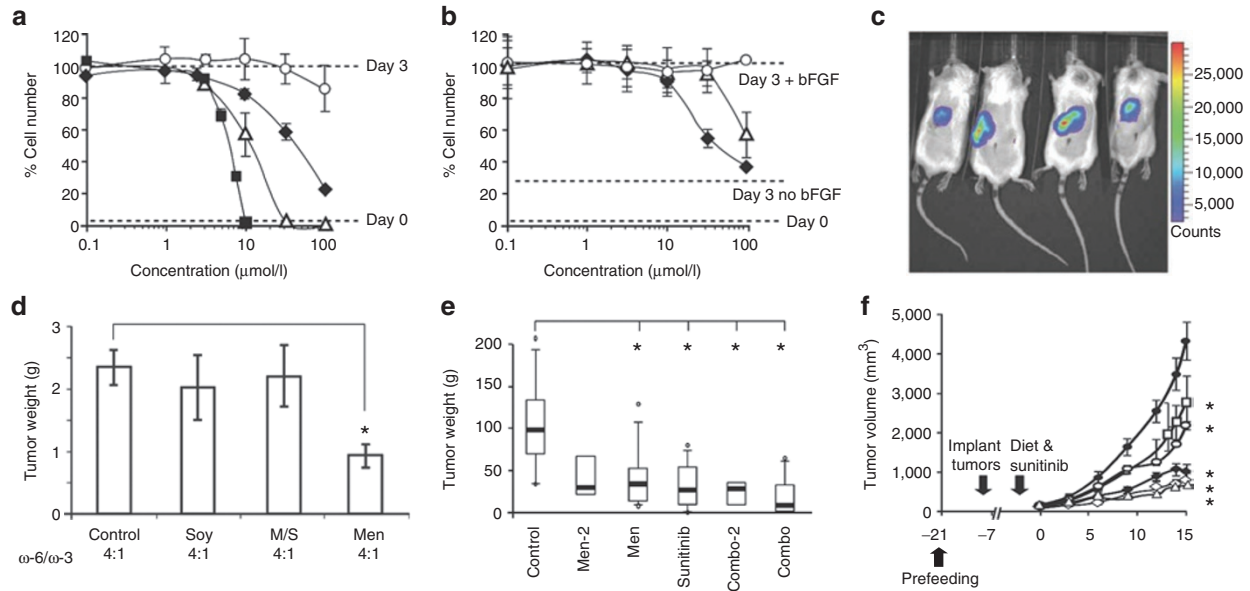 a
120
100
80
60
40
20
0
% Cell number
Day 3
Day 0
0.1 1 10 100
Concentration (μmol/l)
b
120
100
80
60
40
20
0
% Cell number
Day 3 + bFGF
Day 3 no bFGF
Day 0
0.1 1 10 100
Concentration (μmol/l)
c
25,000
20,000
15,000
10,000
5,000
Counts
d
3
2
1
0
Tumor weight (g)
*
Control Soy M/S Men
ω-6/ω-3 4:1 4:1 4:1 4:1
e
200
150
100
50
0
Tumor weight (g)
* * * *
Control
Men-2
Men
Sunitinib
Combo-2
Combo
f
5,000
4,000
3,000
2,000
1,000
0
Tumor volume (mm³)
Implant
tumors
Diet &
sunitinib
*
*
*
*
*
−21 −7 0 5 10 15
Prefeeding